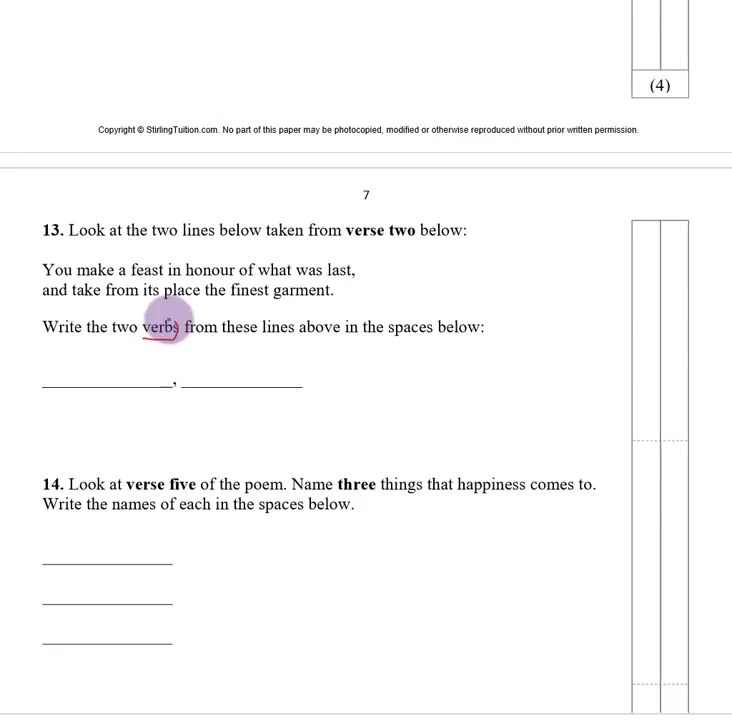 (4)
Copyright © StirlingTuition.com. No part of this paper may be photocopied, modified or otherwise reproduced without prior written permission.
7
13. Look at the two lines below taken from verse two below:
You make a feast in honour of what was last,
and take from its place the finest garment.
Write the two verbs from these lines above in the spaces below:
____________________, ____________________
14. Look at verse five of the poem. Name three things that happiness comes to.
Write the names of each in the spaces below.